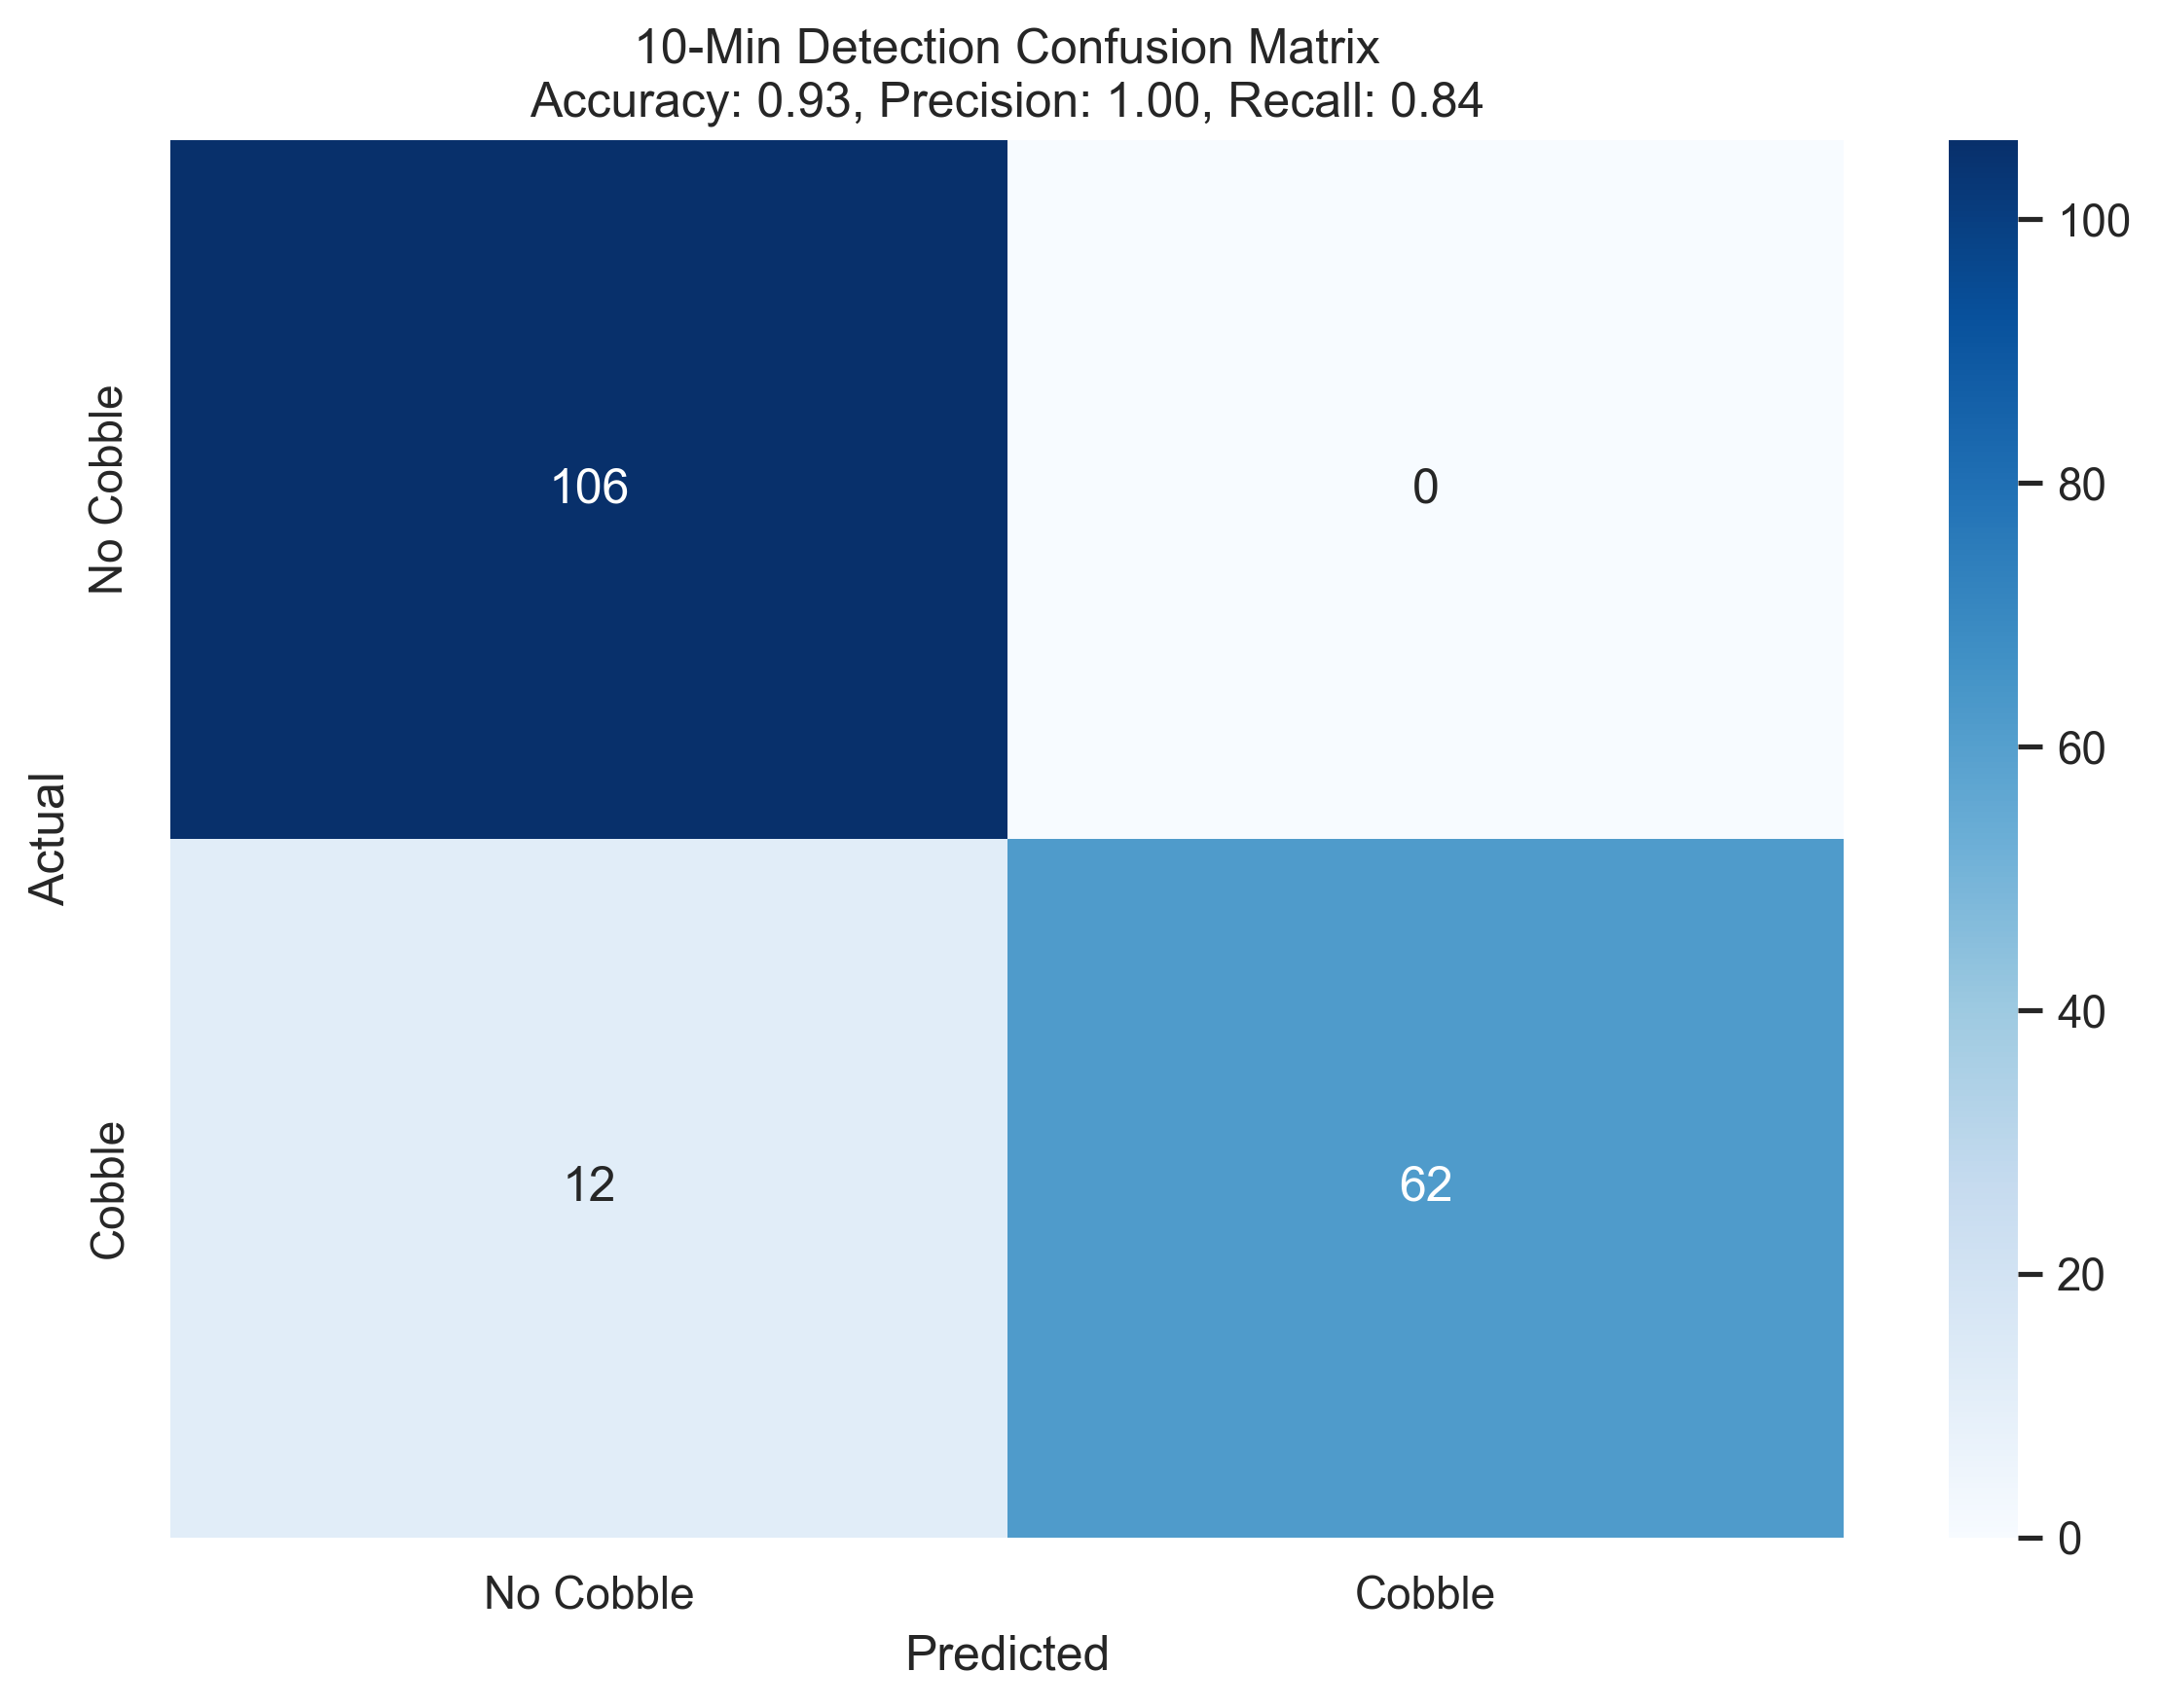 10-Min Detection Confusion Matrix
Accuracy: 0.93, Precision: 1.00, Recall: 0.84
Actual
No Cobble
106
0
Cobble
12
62
No Cobble
Cobble
Predicted
100
80
60
40
20
0